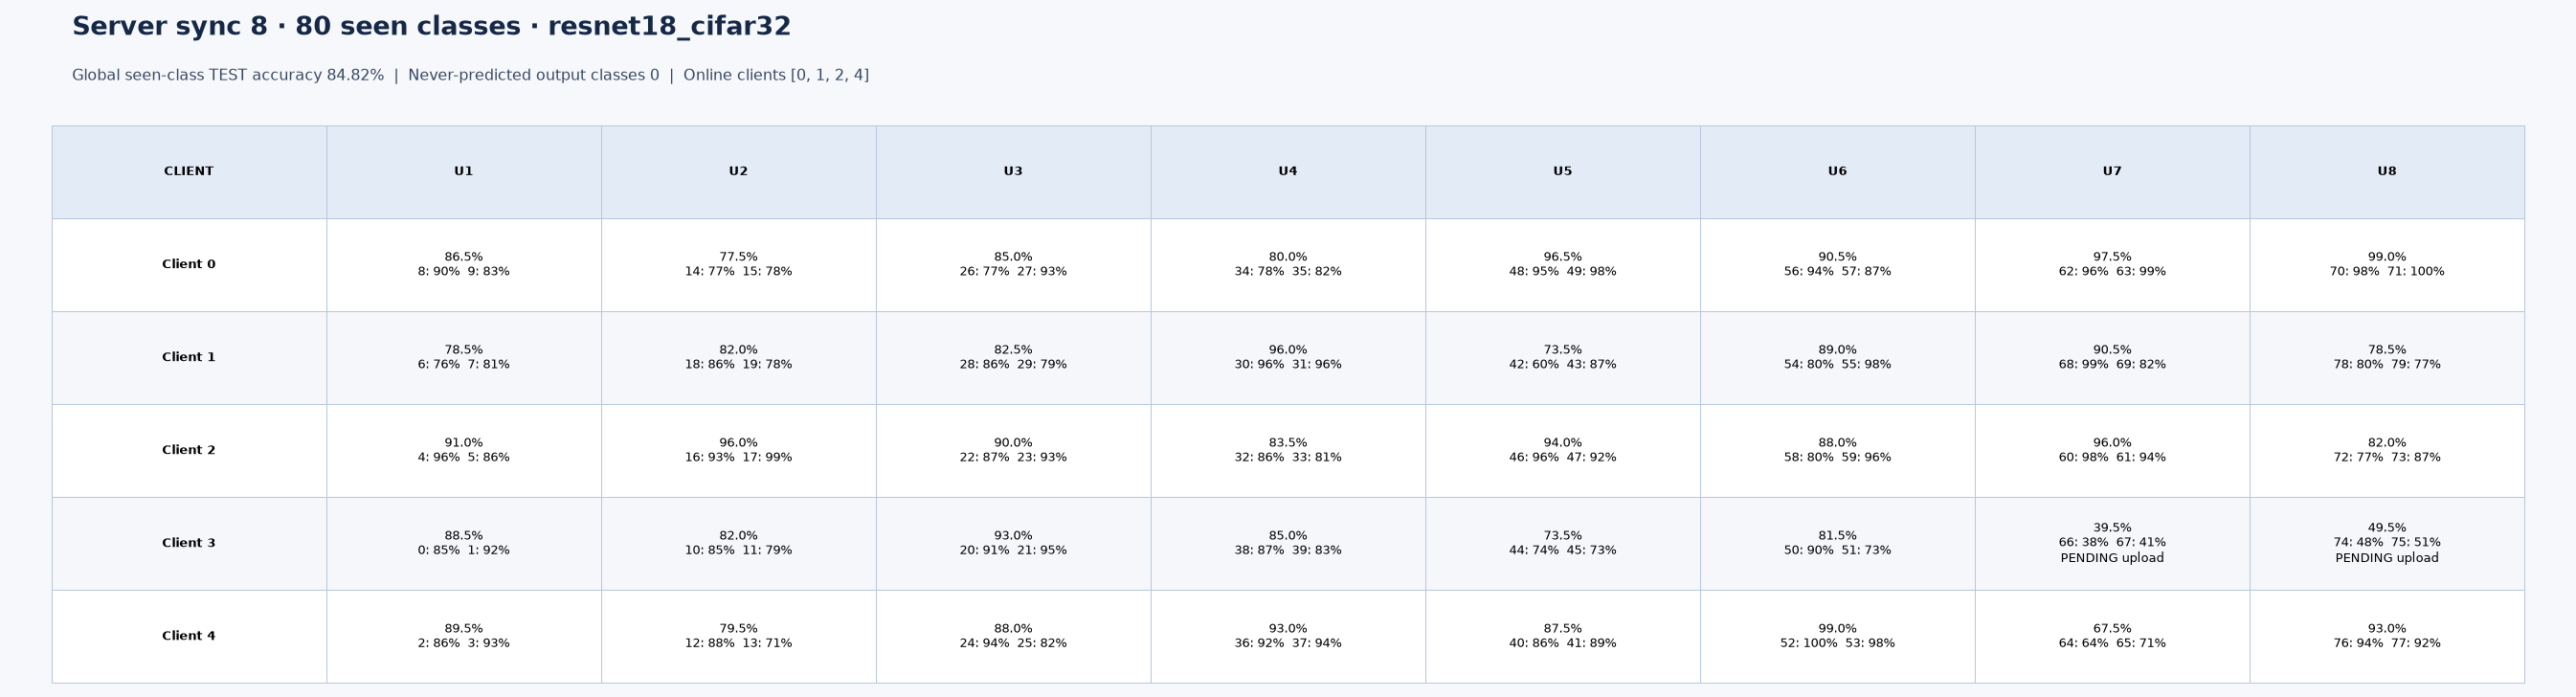 Server sync 8 · 80 seen classes · resnet18_cifar32
Global seen-class TEST accuracy 84.82% | Never-predicted output classes 0 | Online clients [0, 1, 2, 4]
CLIENT U1 U2 U3 U4 U5 U6 U7 U8
Client 0
86.5%
8: 90% 9: 83%
77.5%
14: 77% 15: 78%
85.0%
26: 77% 27: 93%
80.0%
34: 78% 35: 82%
96.5%
48: 95% 49: 98%
90.5%
56: 94% 57: 87%
97.5%
62: 96% 63: 99%
99.0%
70: 98% 71: 100%
Client 1
78.5%
6: 76% 7: 81%
82.0%
18: 86% 19: 78%
82.5%
28: 86% 29: 79%
96.0%
30: 96% 31: 96%
73.5%
42: 60% 43: 87%
89.0%
54: 80% 55: 98%
90.5%
68: 99% 69: 82%
78.5%
78: 80% 79: 77%
Client 2
91.0%
4: 96% 5: 86%
96.0%
16: 93% 17: 99%
90.0%
22: 87% 23: 93%
83.5%
32: 86% 33: 81%
94.0%
46: 96% 47: 92%
88.0%
58: 80% 59: 96%
96.0%
60: 98% 61: 94%
82.0%
72: 77% 73: 87%
Client 3
88.5%
0: 85% 1: 92%
82.0%
10: 85% 11: 79%
93.0%
20: 91% 21: 95%
85.0%
38: 87% 39: 83%
73.5%
44: 74% 45: 73%
81.5%
50: 90% 51: 73%
39.5%
66: 38% 67: 41%
PENDING upload
49.5%
74: 48% 75: 51%
PENDING upload
Client 4
89.5%
2: 86% 3: 93%
79.5%
12: 88% 13: 71%
88.0%
24: 94% 25: 82%
93.0%
36: 92% 37: 94%
87.5%
40: 86% 41: 89%
99.0%
52: 100% 53: 98%
67.5%
64: 64% 65: 71%
93.0%
76: 94% 77: 92%